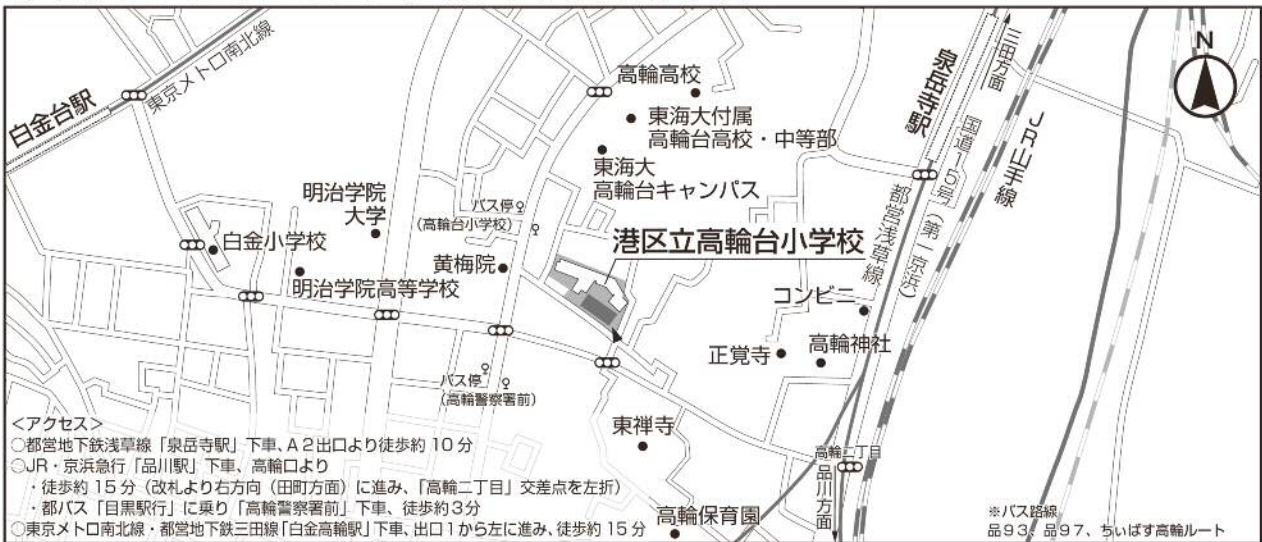 白金台駅
東京メトロ南北線
高輪高校
東海大付属
高輪台高校・中等部
東海大
高輪台キャンパス
泉岳寺駅
三田方面
国道15号(第一京浜)
都営浅草線
JR山手線
N
明治学院
大学
バス停
(高輪台小学校)
港区立高輪台小学校
白金小学校
黄梅院
明治学院高等学校
コンビニ
正覚寺
高輪神社
バス停
(高輪警察署前)
東禅寺
高輪二丁目
品川方面
高輪保育園
<アクセス>
○都営地下鉄浅草線「泉岳寺駅」下車、A2出口より徒歩約10分
○JR・京浜急行「品川駅」下車、高輪口より
・徒歩約15分(改札より右方向(田町方面)に進み、「高輪二丁目」交差点を左折)
・都バス「目黒駅行」に乗り「高輪警察署前」下車、徒歩約3分
○東京メトロ南北線・都営地下鉄三田線「白金高輪駅」下車、出口1から左に進み、徒歩約15分
※バス路線
品93、品97、ちぃばす高輪ルート